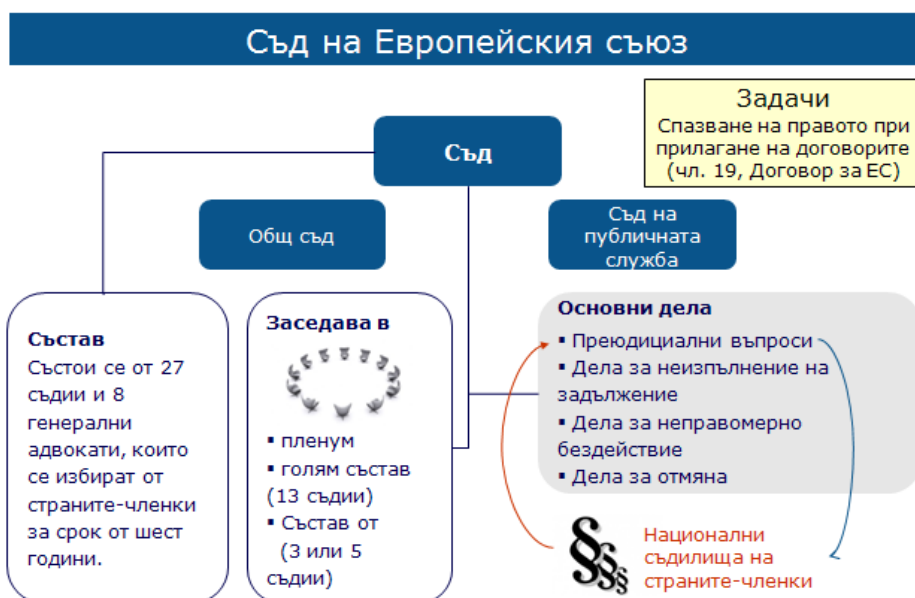 Съд на Европейския съюз
Задачи
Спазване на правото при
прилагане на договорите
(чл. 19, Договор за ЕС)
Съд
Общ съд
Съд на
публичната
служба
Състав
Състои се от 27
съдии и 8
генерални
адвокати, които
се избират от
страните-членки
за срок от шест
години.
Заседава в
▪ пленум
▪ голям състав
(13 съдии)
▪ Състав от
(3 или 5
съдии)
Основни дела
▪ Преюдициални въпроси
▪ Дела за неизпълнение на
задължение
▪ Дела за неправомерно
бездействие
▪ Дела за отмяна
§§§§
Национални
съдилища на
страните-членки